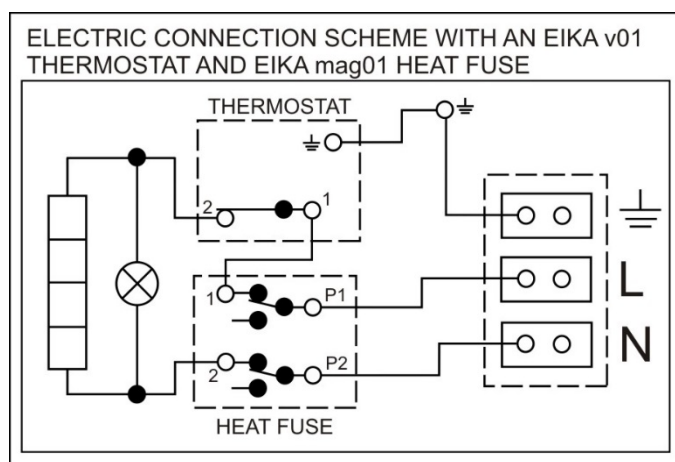 ELECTRIC CONNECTION SCHEME WITH AN EIKA v01
THERMOSTAT AND EIKA mag01 HEAT FUSE
THERMOSTAT
2 1
1 P1
L
2 P2
N
HEAT FUSE